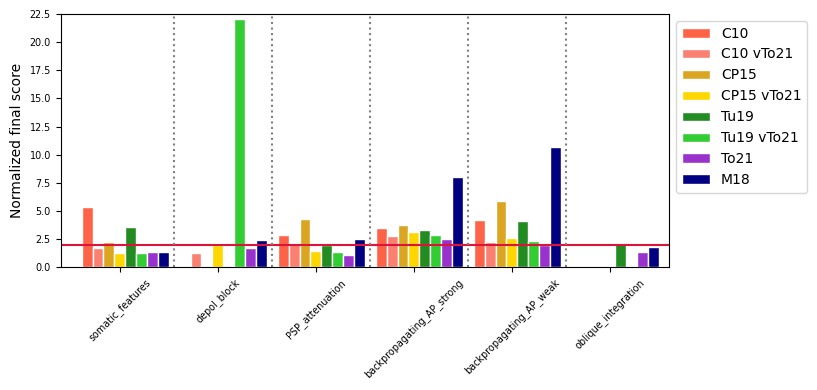 Normalized final score
22.5
20.0
17.5
15.0
12.5
10.0
7.5
5.0
2.5
0.0
somatic_features
depol_block
PSP_attenuation
backpropagating_AP_strong
backpropagating_AP_weak
oblique_integration
C10
C10 vTo21
CP15
CP15 vTo21
Tu19
Tu19 vTo21
To21
M18